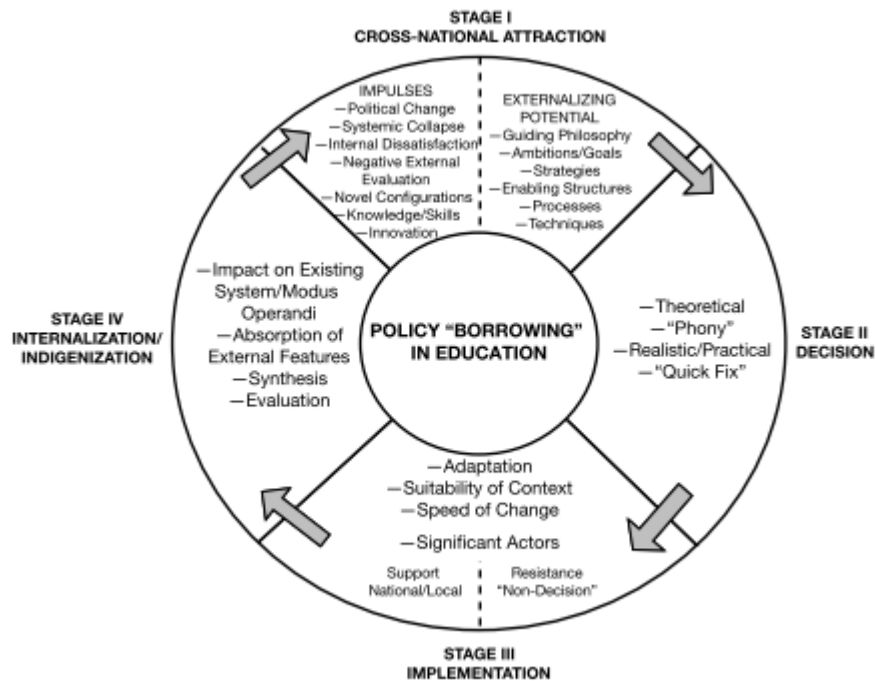 STAGE I
CROSS-NATIONAL ATTRACTION
IMPULSES
—Political Change
—Systemic Collapse
—Internal Dissatisfaction
—Negative External
Evaluation
—Novel Configurations
—Knowledge/Skills
—Innovation
EXTERNALIZING
POTENTIAL
—Guiding Philosophy
—Ambitions/Goals
—Strategies
—Enabling Structures
—Processes
—Techniques
—Theoretical
—“Phony”
—Realistic/Practical
—“Quick Fix”
STAGE II
DECISION
POLICY “BORROWING”
IN EDUCATION
—Adaptation
—Suitability of Context
—Speed of Change
—Significant Actors
Support
National/Local
Resistance
“Non-Decision”
STAGE III
IMPLEMENTATION
STAGE IV
INTERNALIZATION/
INDIGENIZATION
—Impact on Existing
System/Modus
Operandi
—Absorption of
External Features
—Synthesis
—Evaluation